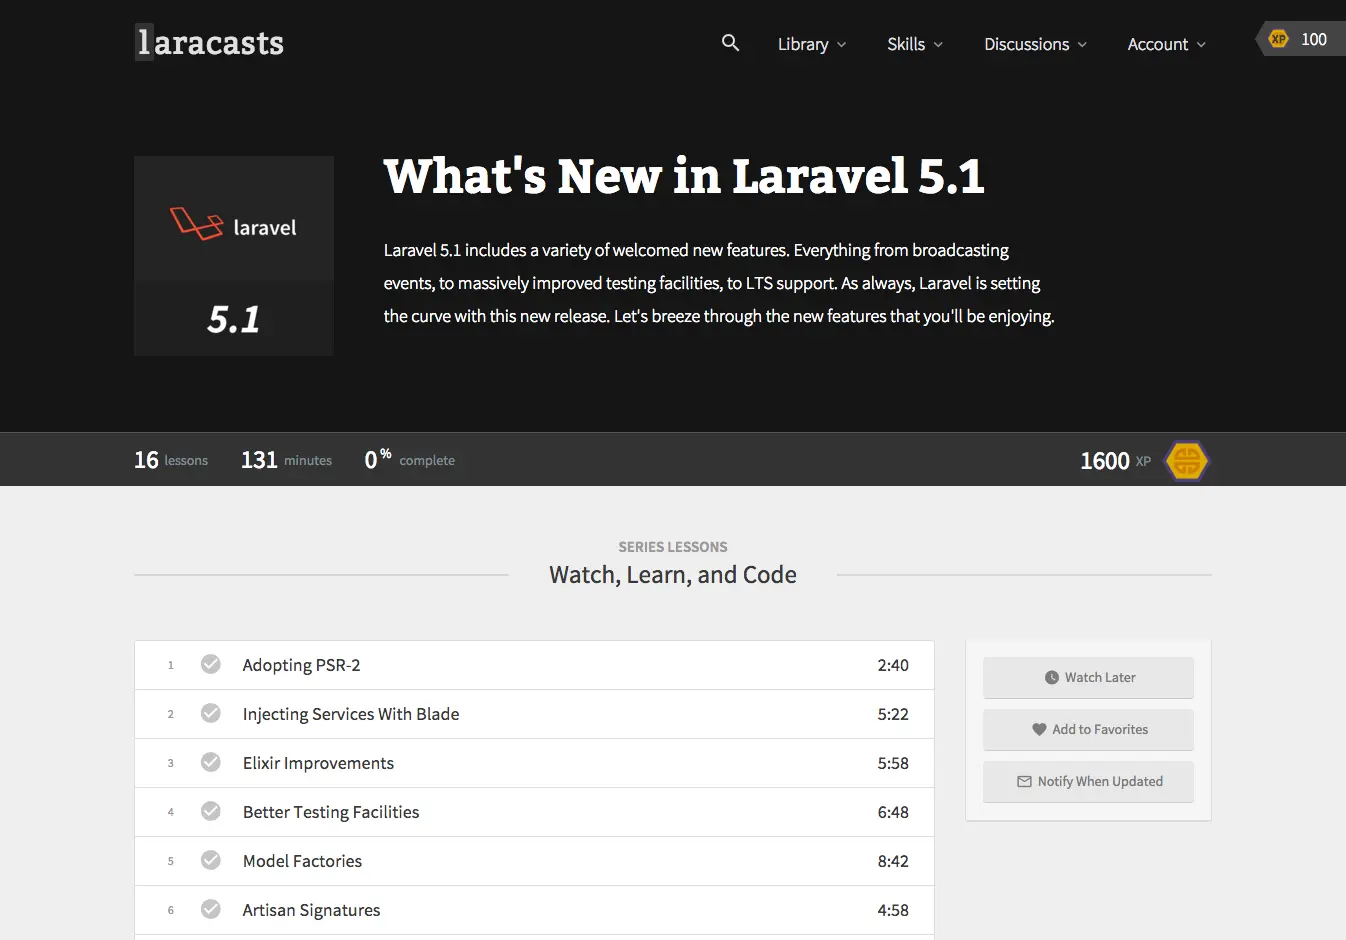 laracasts
Library
Skills
Discussions
Account
XP 100
laravel
5.1
What's New in Laravel 5.1
Laravel 5.1 includes a variety of welcomed new features. Everything from broadcasting
events, to massively improved testing facilities, to LTS support. As always, Laravel is setting
the curve with this new release. Let's breeze through the new features that you'll be enjoying.
16 lessons
131 minutes
0% complete
1600 XP
SERIES LESSONS
Watch, Learn, and Code
1 Adopting PSR-2 2:40
2 Injecting Services With Blade 5:22
3 Elixir Improvements 5:58
4 Better Testing Facilities 6:48
5 Model Factories 8:42
6 Artisan Signatures 4:58
Watch Later
Add to Favorites
Notify When Updated